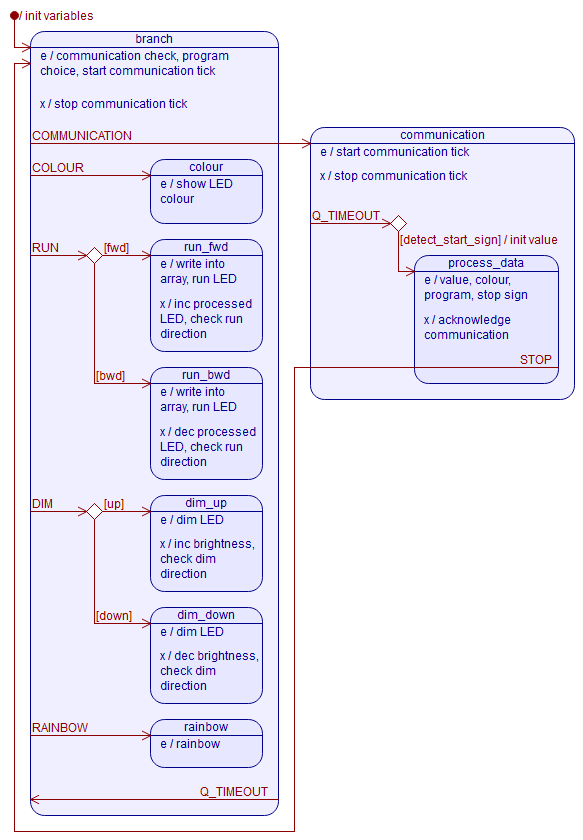 / init variables
branch
e / communication check, program
choice, start communication tick
x / stop communication tick
COMMUNICATION
COLOUR
colour
e / show LED
colour
RUN
[fwd]
run_fwd
e / write into
array, run LED
x / inc processed
LED, check run
direction
[bwd]
run_bwd
e / write into
array, run LED
x / dec processed
LED, check run
direction
DIM
[up]
dim_up
e / dim LED
x / inc brightness,
check dim
direction
[down]
dim_down
e / dim LED
x / dec brightness,
check dim
direction
RAINBOW
rainbow
e / rainbow
Q_TIMEOUT
communication
e / start communication tick
x / stop communication tick
Q_TIMEOUT
[detect_start_sign] / init value
process_data
e / value, colour,
program, stop sign
x / acknowledge
communication
STOP